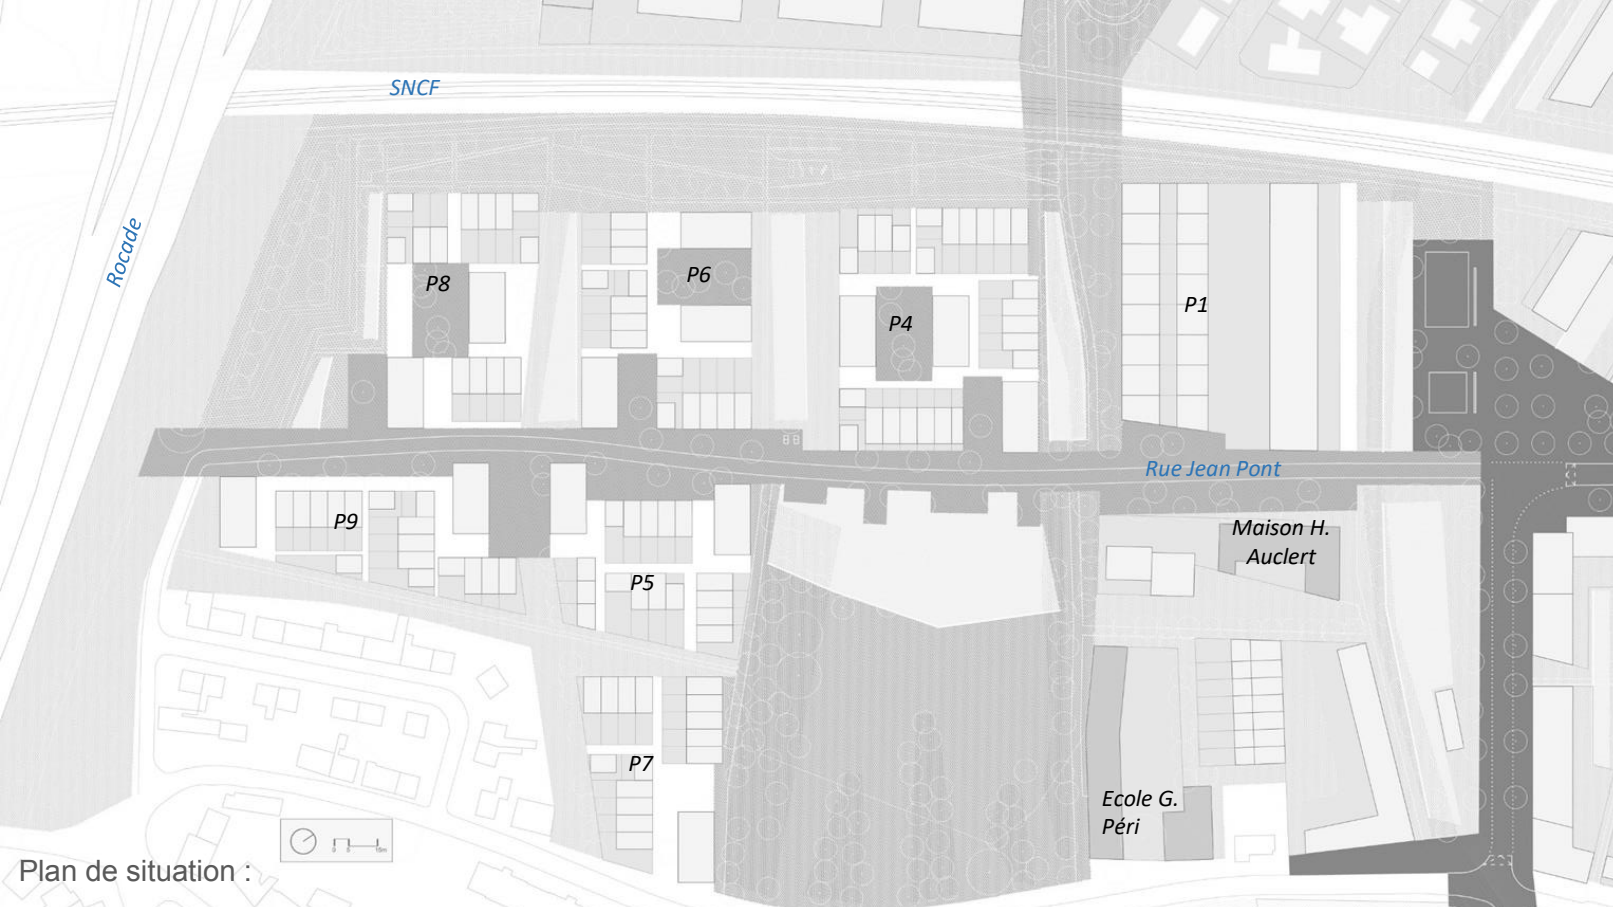 SNCF
Rocade
P8
P6
P4
P1
Rue Jean Pont
P9
Maison H.
Auclert
P5
P7
Ecole G.
Péri
Plan de situation :